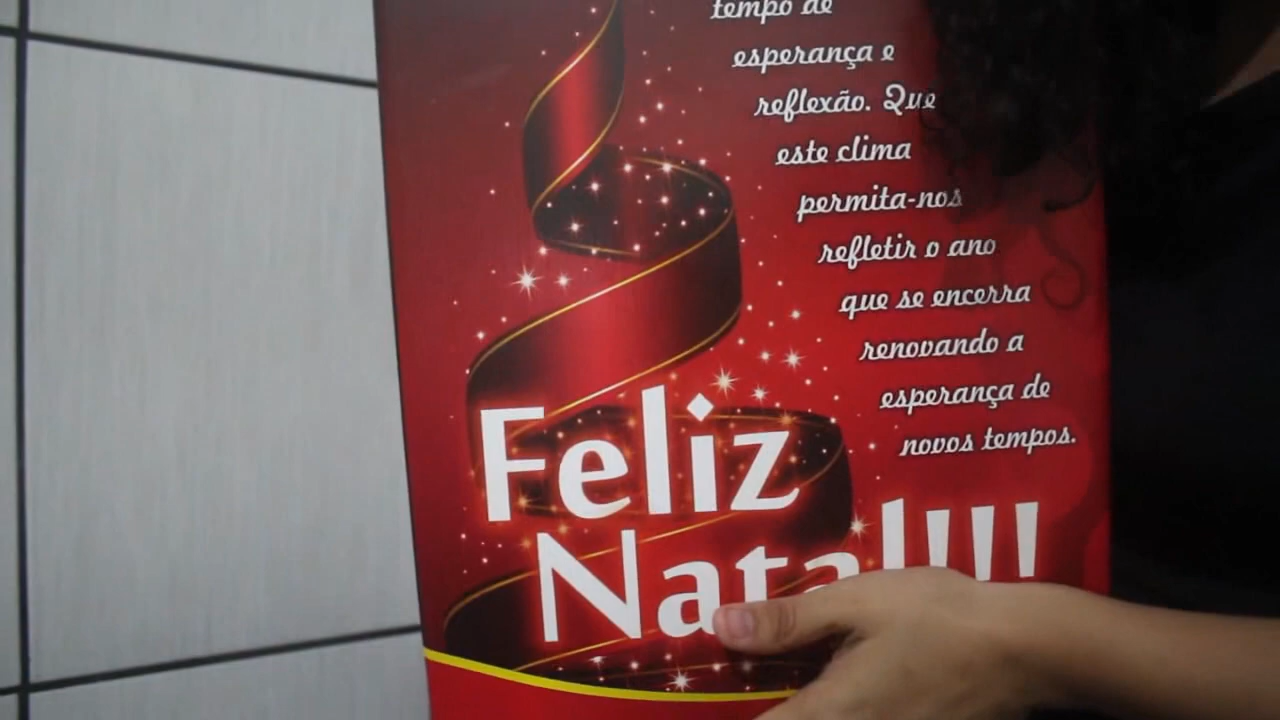 tempo de
esperança e
reflexão. Que
este clima
permita-nos
refletir o ano
que se encerra
renovando a
esperança de
novos tempos.
Feliz
Natal!!!